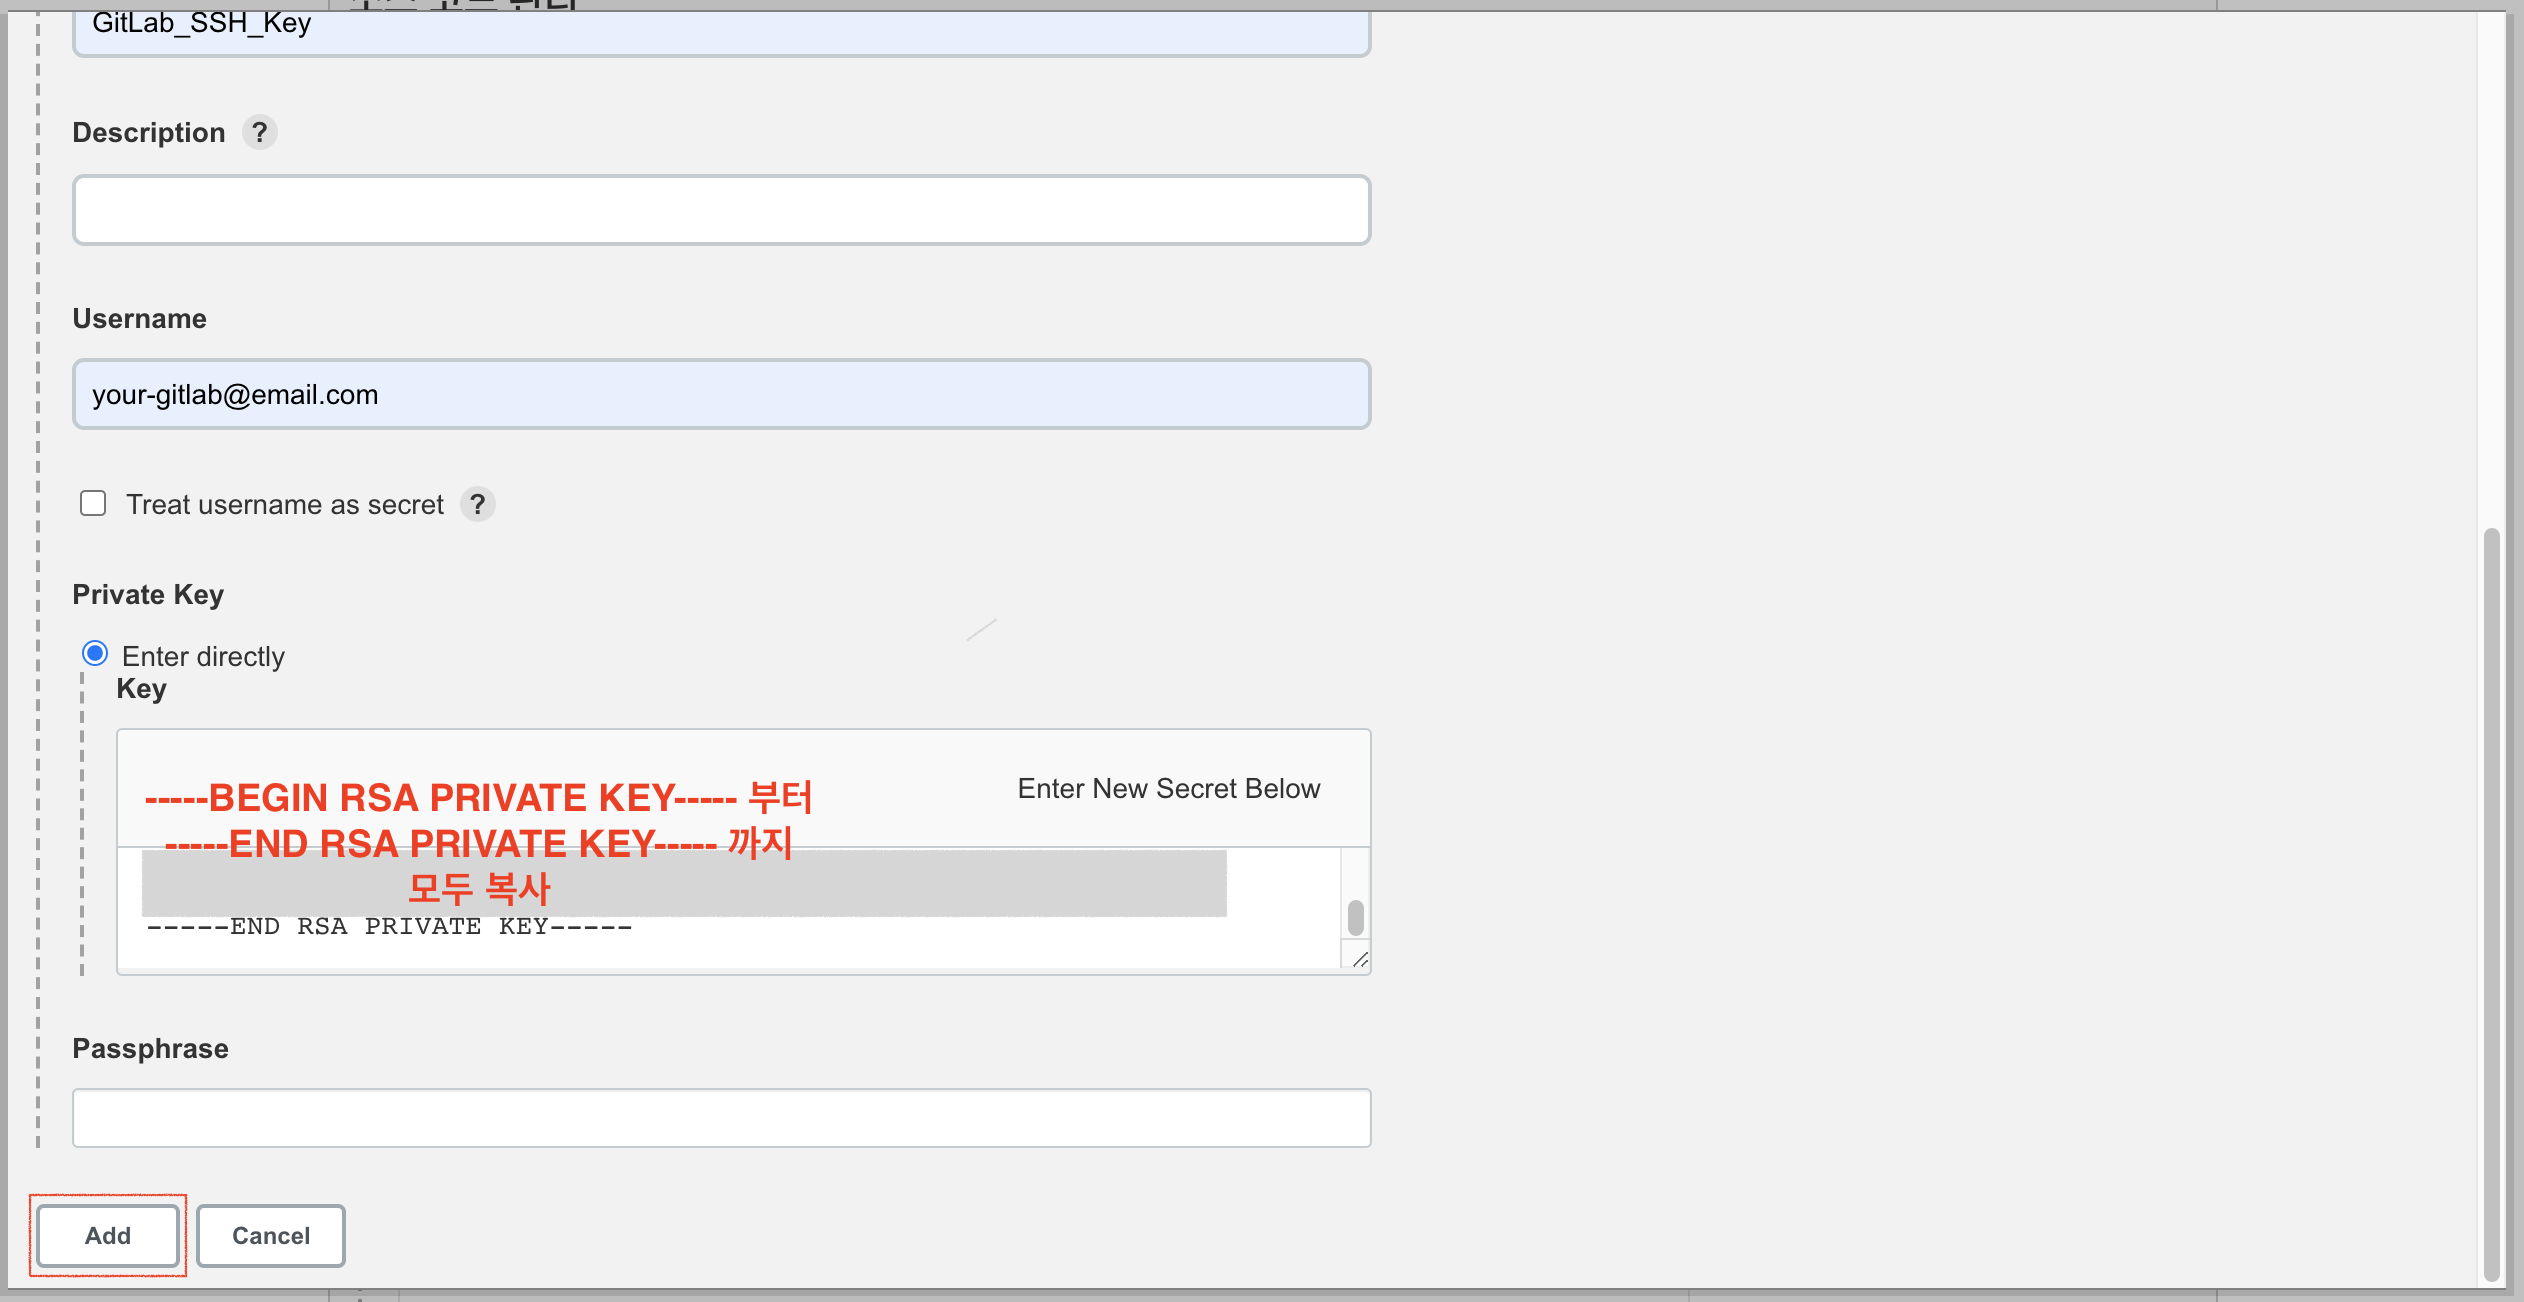 GitLab_SSH_Key
Description ?
Username
your-gitlab@email.com
Treat username as secret ?
Private Key
Enter directly
Key
Enter New Secret Below
-----BEGIN RSA PRIVATE KEY----- 부터
-----END RSA PRIVATE KEY----- 까지
모두 복사
-----END RSA PRIVATE KEY-----
Passphrase
Add
Cancel